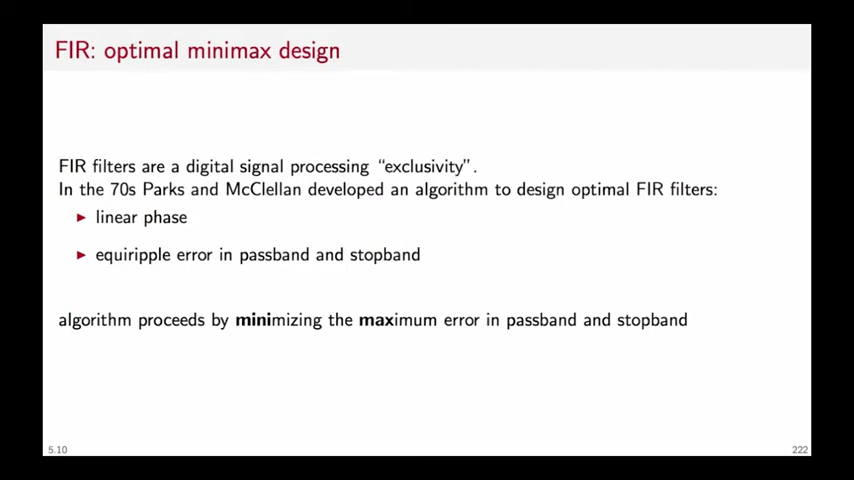 FIR: optimal minimax design
FIR filters are a digital signal processing “exclusivity”.
In the 70s Parks and McClellan developed an algorithm to design optimal FIR filters:
▶ linear phase
▶ equiripple error in passband and stopband
algorithm proceeds by minimizing the maximum error in passband and stopband
5.10
222